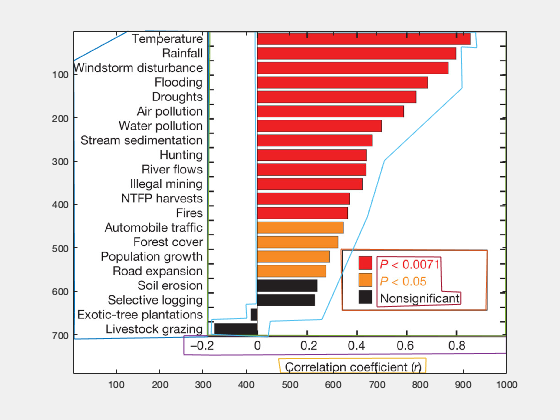 Temperature
Rainfall
Windstorm disturbance
100
Flooding
Droughts
Air pollution
200
Water pollution
Stream sedimentation
300
Hunting
River flows
Illegal mining
NTFP harvests
400
Fires
Automobile traffic
Forest cover
500
Population growth
P < 0.0071
Road expansion
P < 0.05
Soil erosion
600
Selective logging
Nonsignificant
Exotic-tree plantations
700
Livestock grazing
−0.2 0 0.2 0.4 0.6 0.8
Correlation coefficient (r)
100 200 300 400 500 600 700 800 900 1000